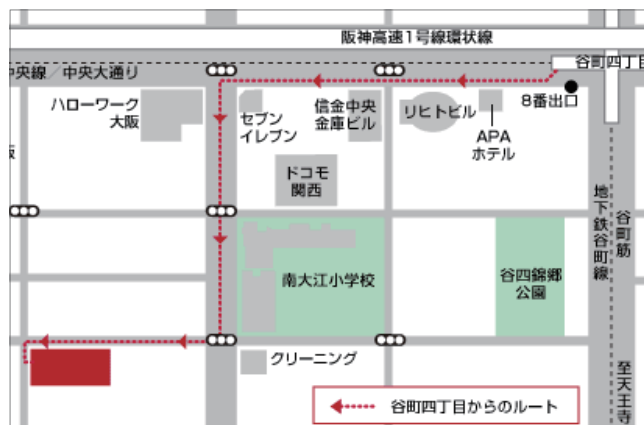 阪神高速1号線環状線
谷町四丁目
中央線／中央大通り
8番出口
ハローワーク
大阪
セブン
イレブン
信金中央
金庫ビル
リヒトビル
APA
ホテル
ドコモ
関西
地下鉄谷町線
谷町筋
南大江小学校
谷四錦郷
公園
クリーニング
至天王寺
谷町四丁目からのルート